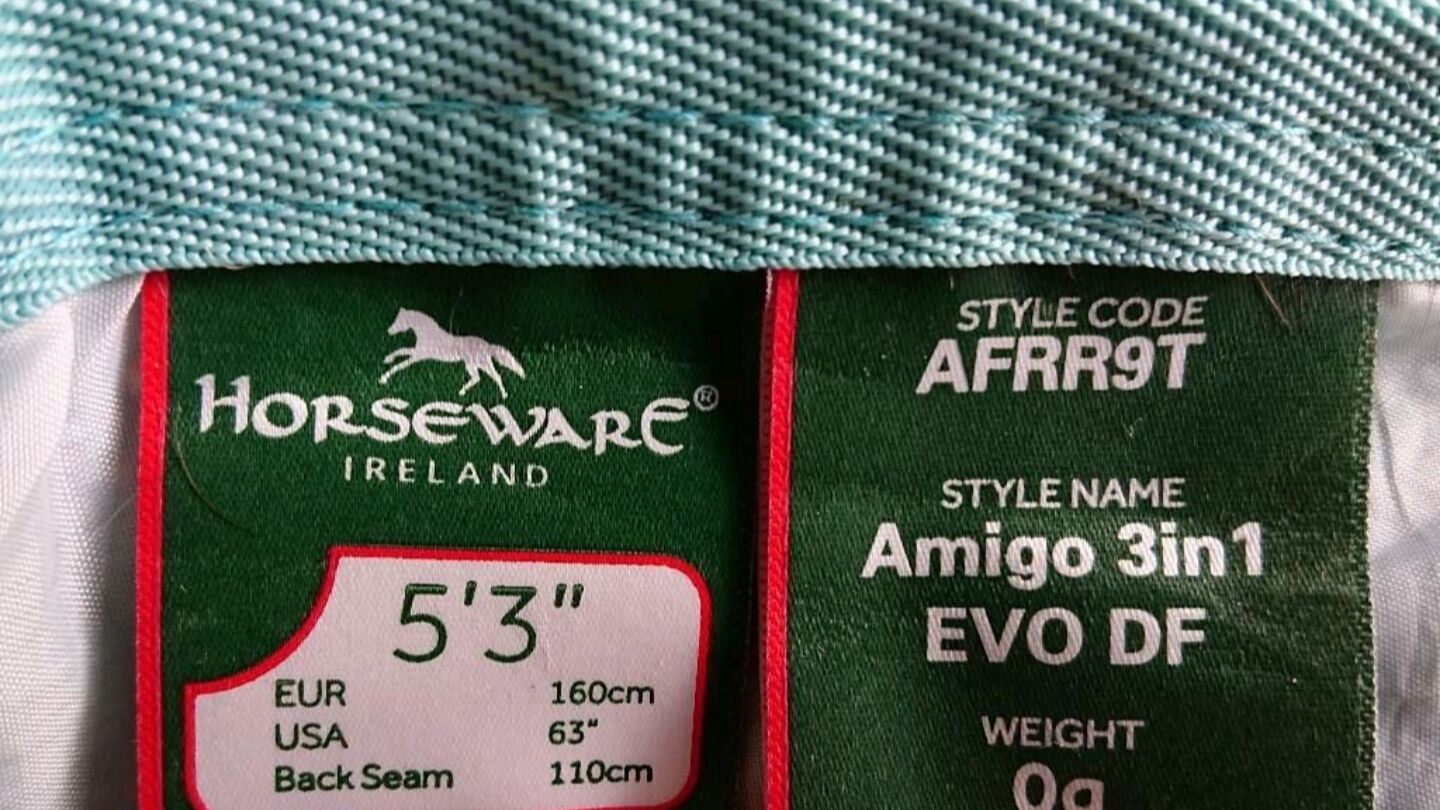 HORSEWARE®
IRELAND
5'3"
EUR 160cm
USA 63"
Back Seam 110cm
STYLE CODE
AFRR9T
STYLE NAME
Amigo 3in1
EVO DF
WEIGHT
0g